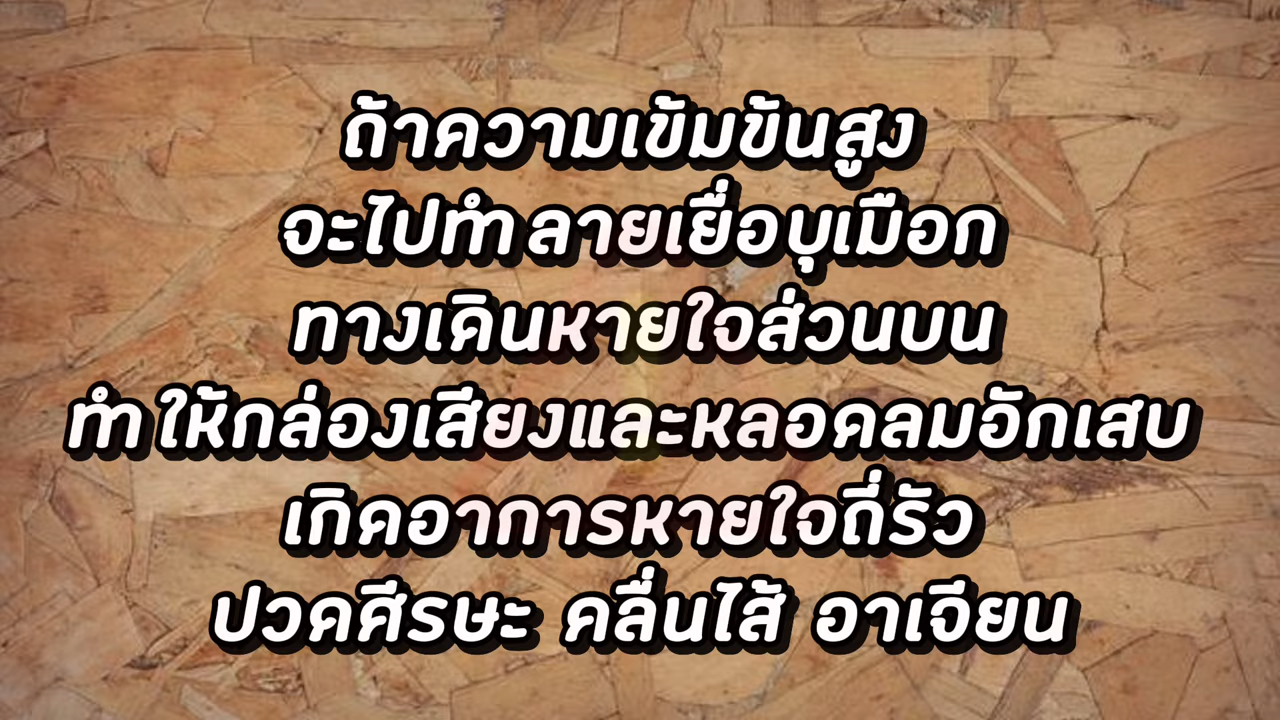 ถ้าความเข้มข้นสูง
จะไปทำลายเยื่อบุเมือก
ทางเดินหายใจส่วนบน
ทำให้กล่องเสียงและหลอดลมอักเสบ
เกิดอาการหายใจถี่รัว
ปวดศีรษะ คลื่นไส้ อาเจียน